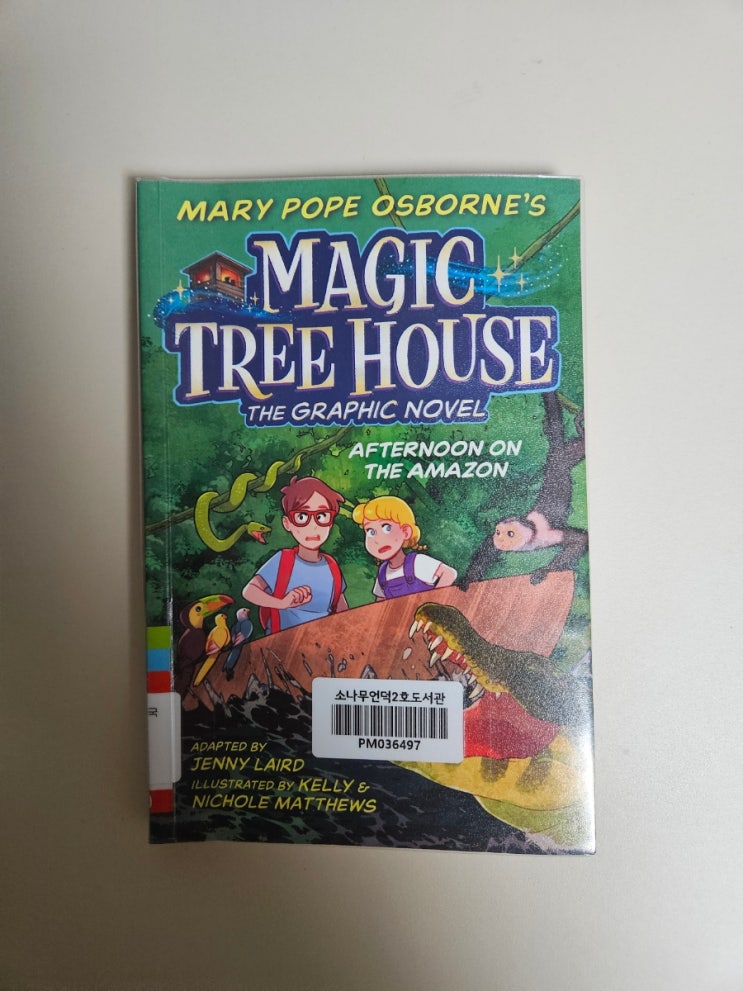 MARY POPE OSBORNE'S
MAGIC
TREE HOUSE
THE GRAPHIC NOVEL
AFTERNOON ON
THE AMAZON
소나무언덕2호도서관
PM036497
국
ADAPTED BY
JENNY LAIRD
ILLUSTRATED BY KELLY &
NICHOLE MATTHEWS